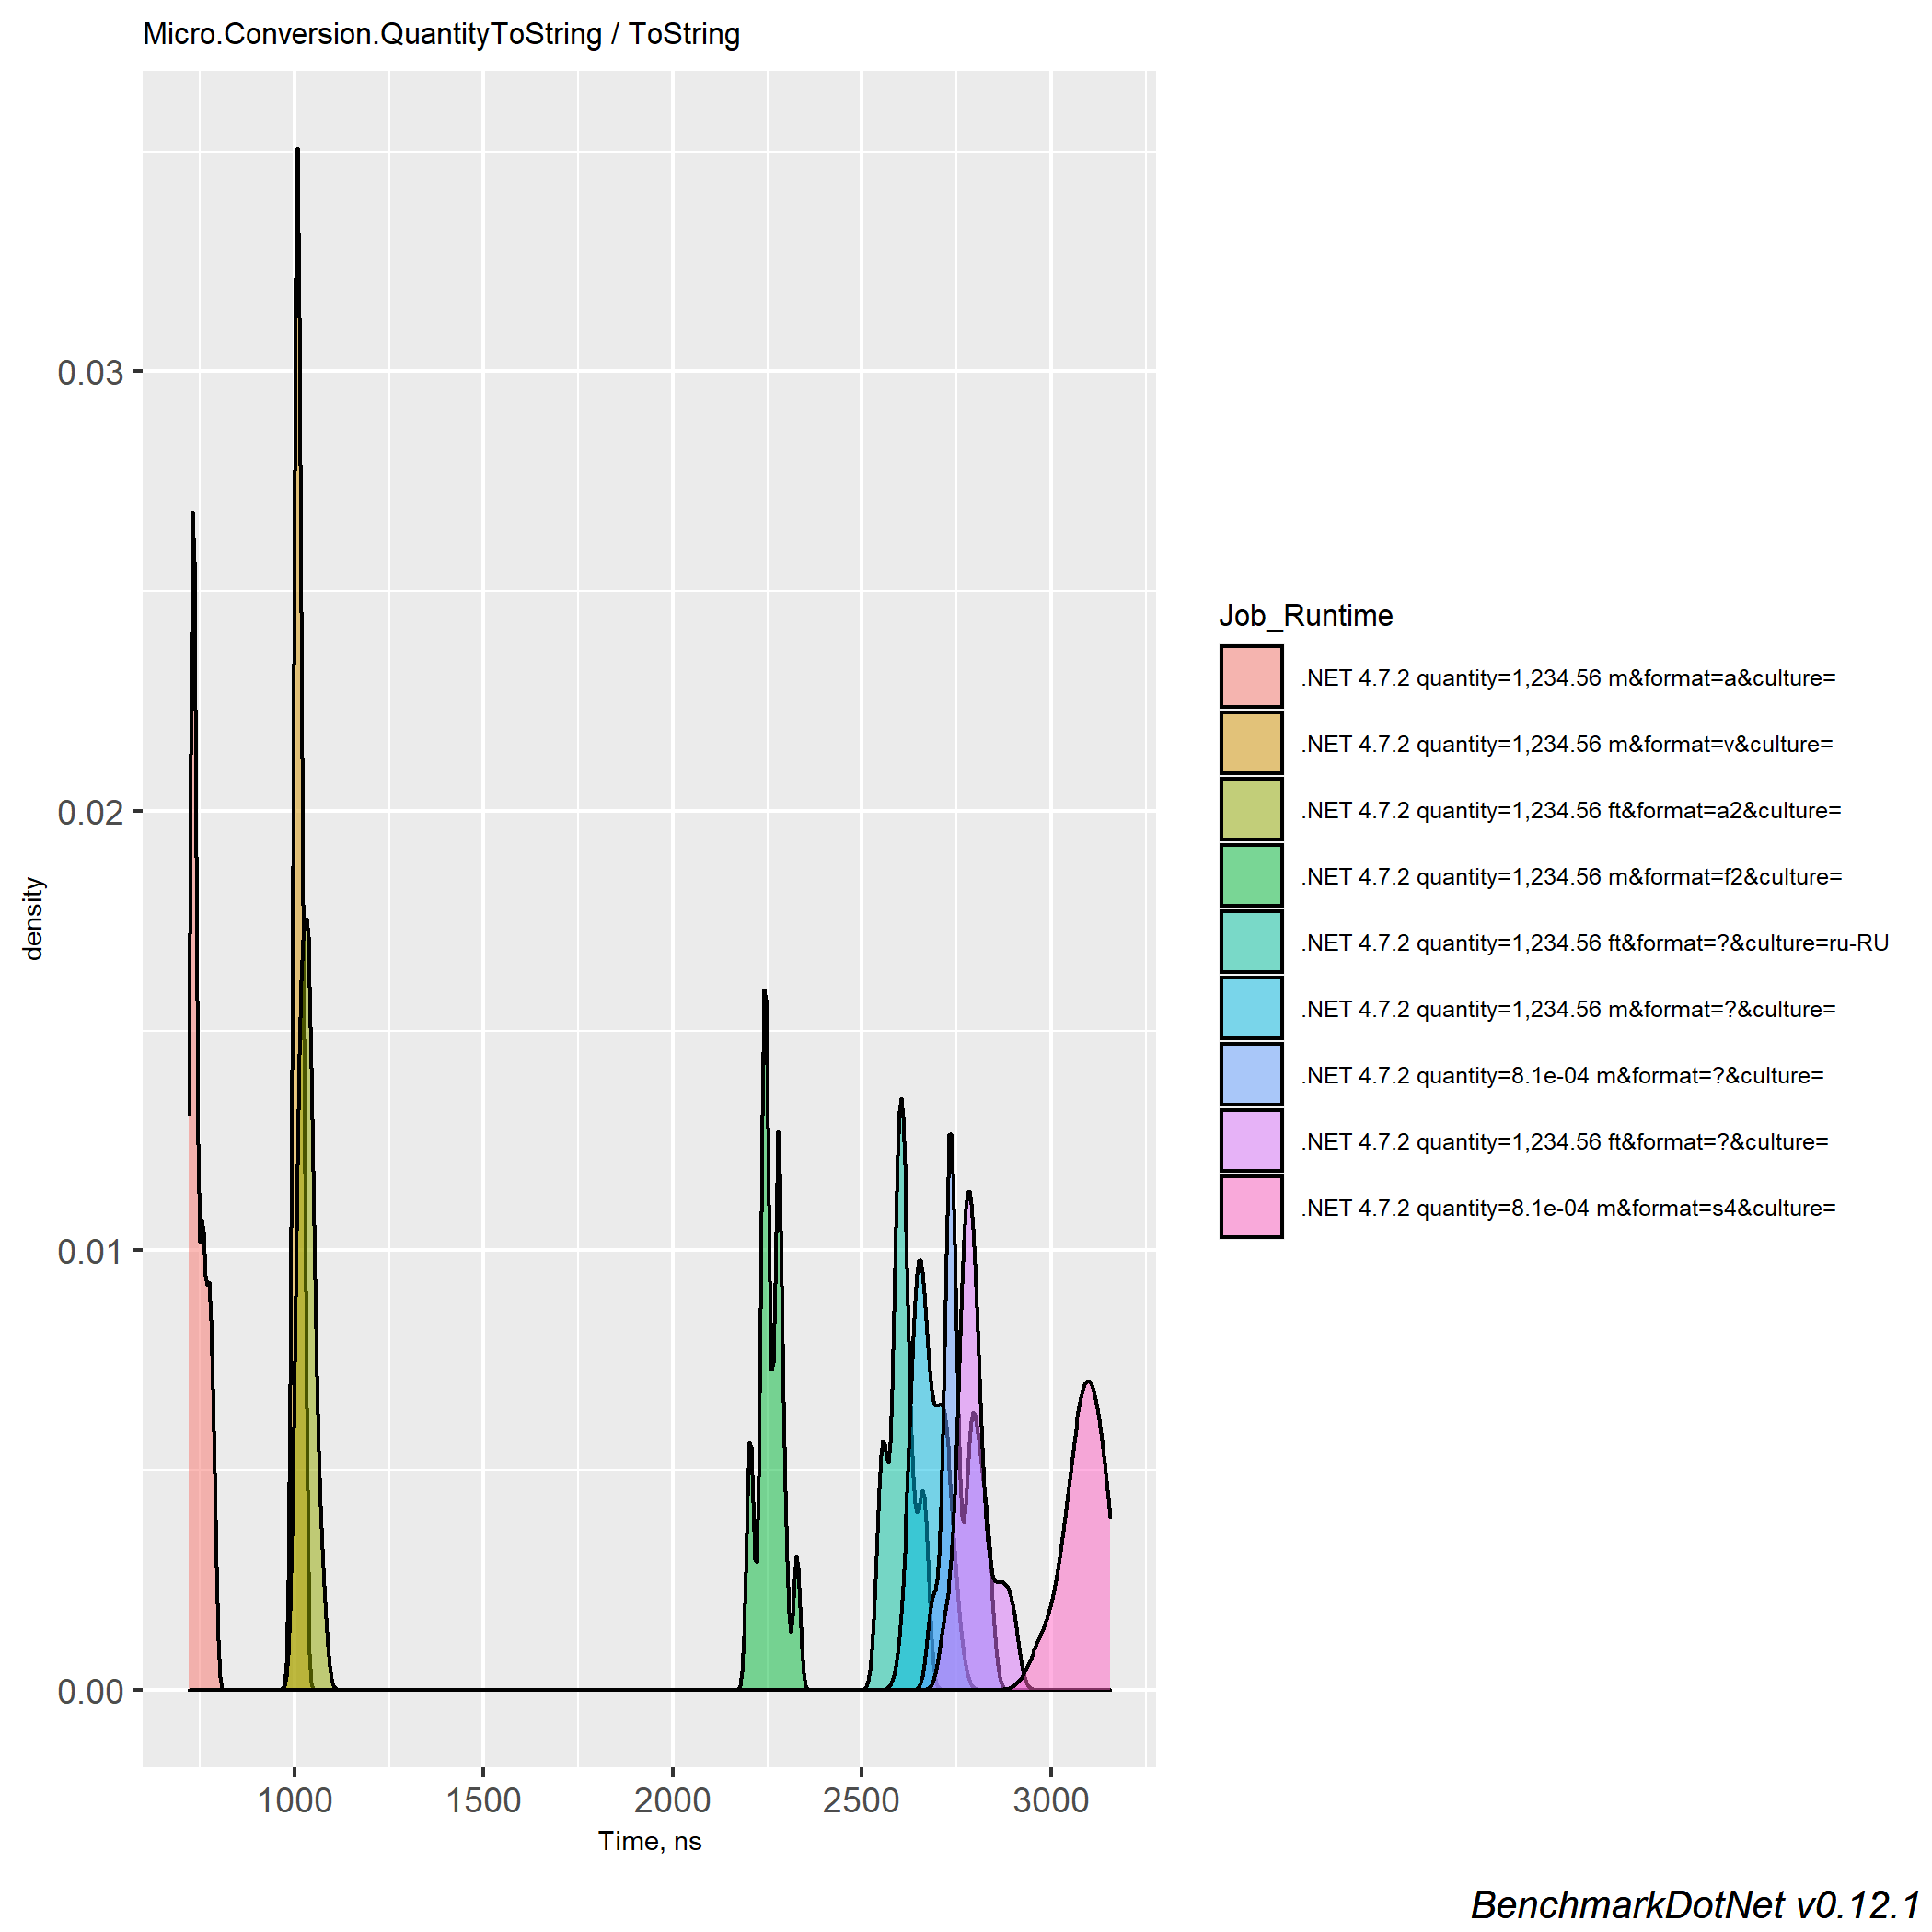 Micro.Conversion.QuantityToString / ToString
0.03
0.02
0.01
0.00
density
1000 1500 2000 2500 3000
Time, ns
Job_Runtime
.NET 4.7.2 quantity=1,234.56 m&format=a&culture=
.NET 4.7.2 quantity=1,234.56 m&format=v&culture=
.NET 4.7.2 quantity=1,234.56 ft&format=a2&culture=
.NET 4.7.2 quantity=1,234.56 m&format=f2&culture=
.NET 4.7.2 quantity=1,234.56 ft&format=?&culture=ru-RU
.NET 4.7.2 quantity=1,234.56 m&format=?&culture=
.NET 4.7.2 quantity=8.1e-04 m&format=?&culture=
.NET 4.7.2 quantity=1,234.56 ft&format=?&culture=
.NET 4.7.2 quantity=8.1e-04 m&format=s4&culture=
BenchmarkDotNet v0.12.1